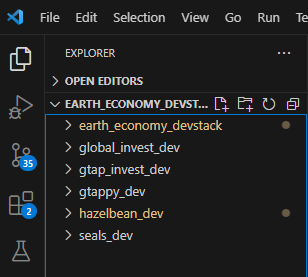 File Edit Selection View Go Run Te
EXPLORER ...
OPEN EDITORS
EARTH_ECONOMY_DEVST...
earth_economy_devstack
global_invest_dev
gtap_invest_dev
gtappy_dev
hazelbean_dev
seals_dev
35
2